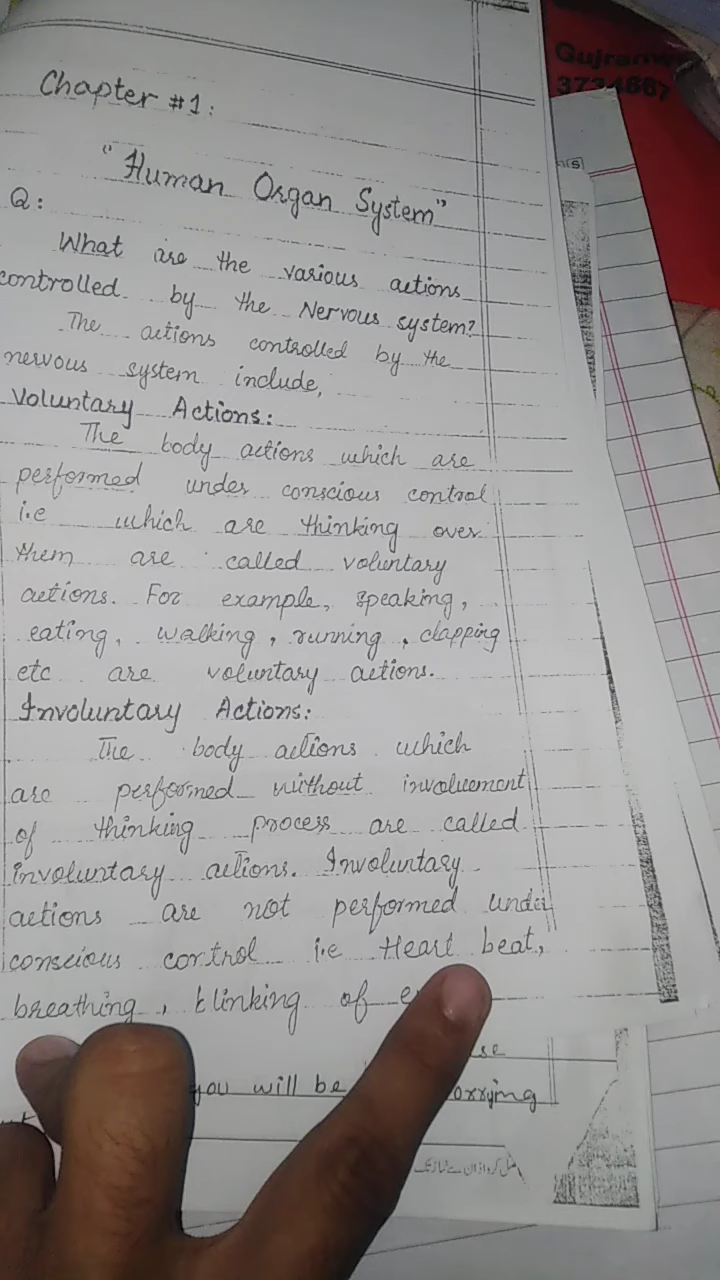 Gujranw
3734667
Chapter #1:
"Human Organ System"
Q:
What are the various actions
controlled by the Nervous system?
The actions controlled by the
nervous system include,
Voluntary Actions:
The body actions which are
performed under conscious control
i.e which are thinking over
them are called voluntary
actions. For example, speaking,
eating, walking, running, clapping
etc are voluntary actions.
Involuntary Actions:
The body actions which
are performed without involvement
of thinking process are called
involuntary actions. Involuntary
actions are not performed under
conscious control i.e Heart beat,
breathing, blinking of
you will be